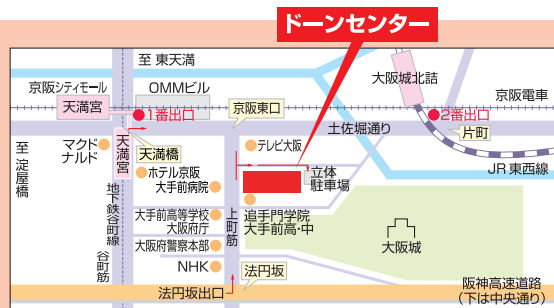 ドーンセンター
至 東天満
京阪シティモール
OMMビル
大阪城北詰
天満宮
1番出口
京阪東口
2番出口
京阪電車
土佐堀通り
片町
マクド
ナルド
天満宮
天満橋
テレビ大阪
至 淀屋橋
ホテル京阪
大手前病院
立体
駐車場
JR東西線
地下鉄谷町線
谷町筋
大手前高等学校
大阪府庁
上町筋
追手門学院
大手前高・中
大阪城
大阪府警察本部
NHK
法円坂
法円坂出口
阪神高速道路
(下は中央通り)